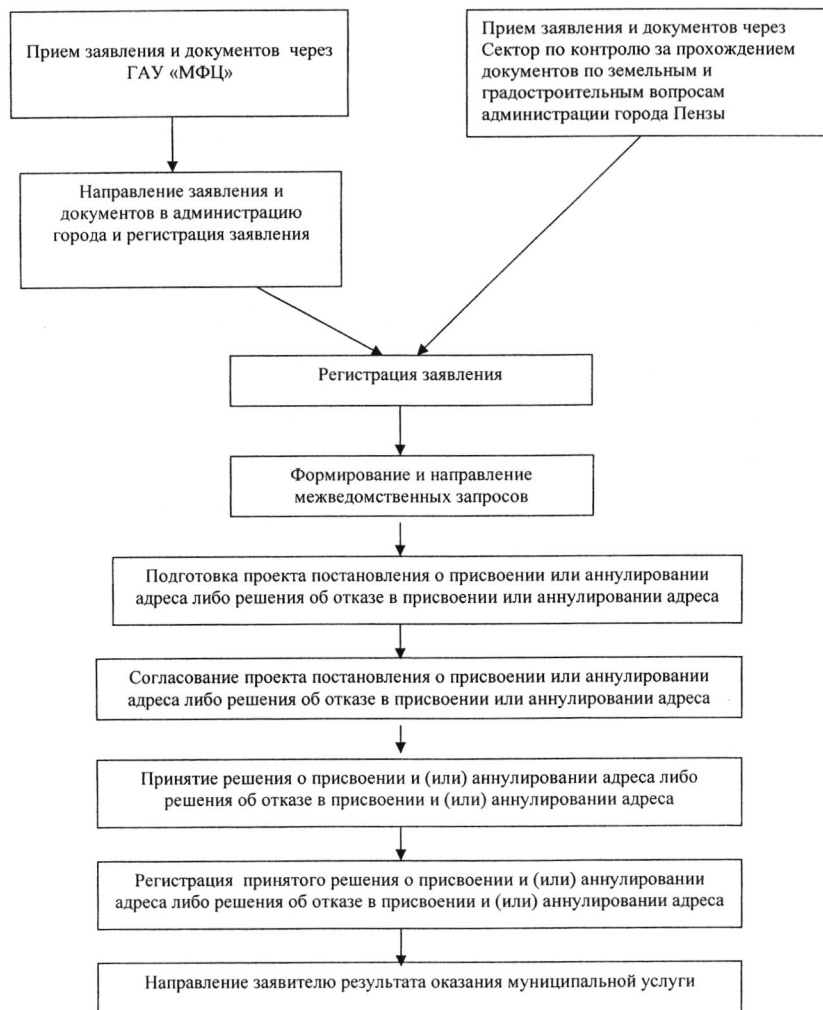 Прием заявления и документов через
ГАУ «МФЦ»
Прием заявления и документов через
Сектор по контролю за прохождением
документов по земельным и
градостроительным вопросам
администрации города Пензы
Направление заявления и
документов в администрацию
города и регистрация заявления
Регистрация заявления
Формирование и направление
межведомственных запросов
Подготовка проекта постановления о присвоении или аннулировании
адреса либо решения об отказе в присвоении или аннулировании адреса
Согласование проекта постановления о присвоении или аннулировании
адреса либо решения об отказе в присвоении или аннулировании адреса
Принятие решения о присвоении и (или) аннулировании адреса либо
решения об отказе в присвоении и (или) аннулировании адреса
Регистрация принятого решения о присвоении и (или) аннулировании
адреса либо решения об отказе в присвоении и (или) аннулировании адреса
Направление заявителю результата оказания муниципальной услуги